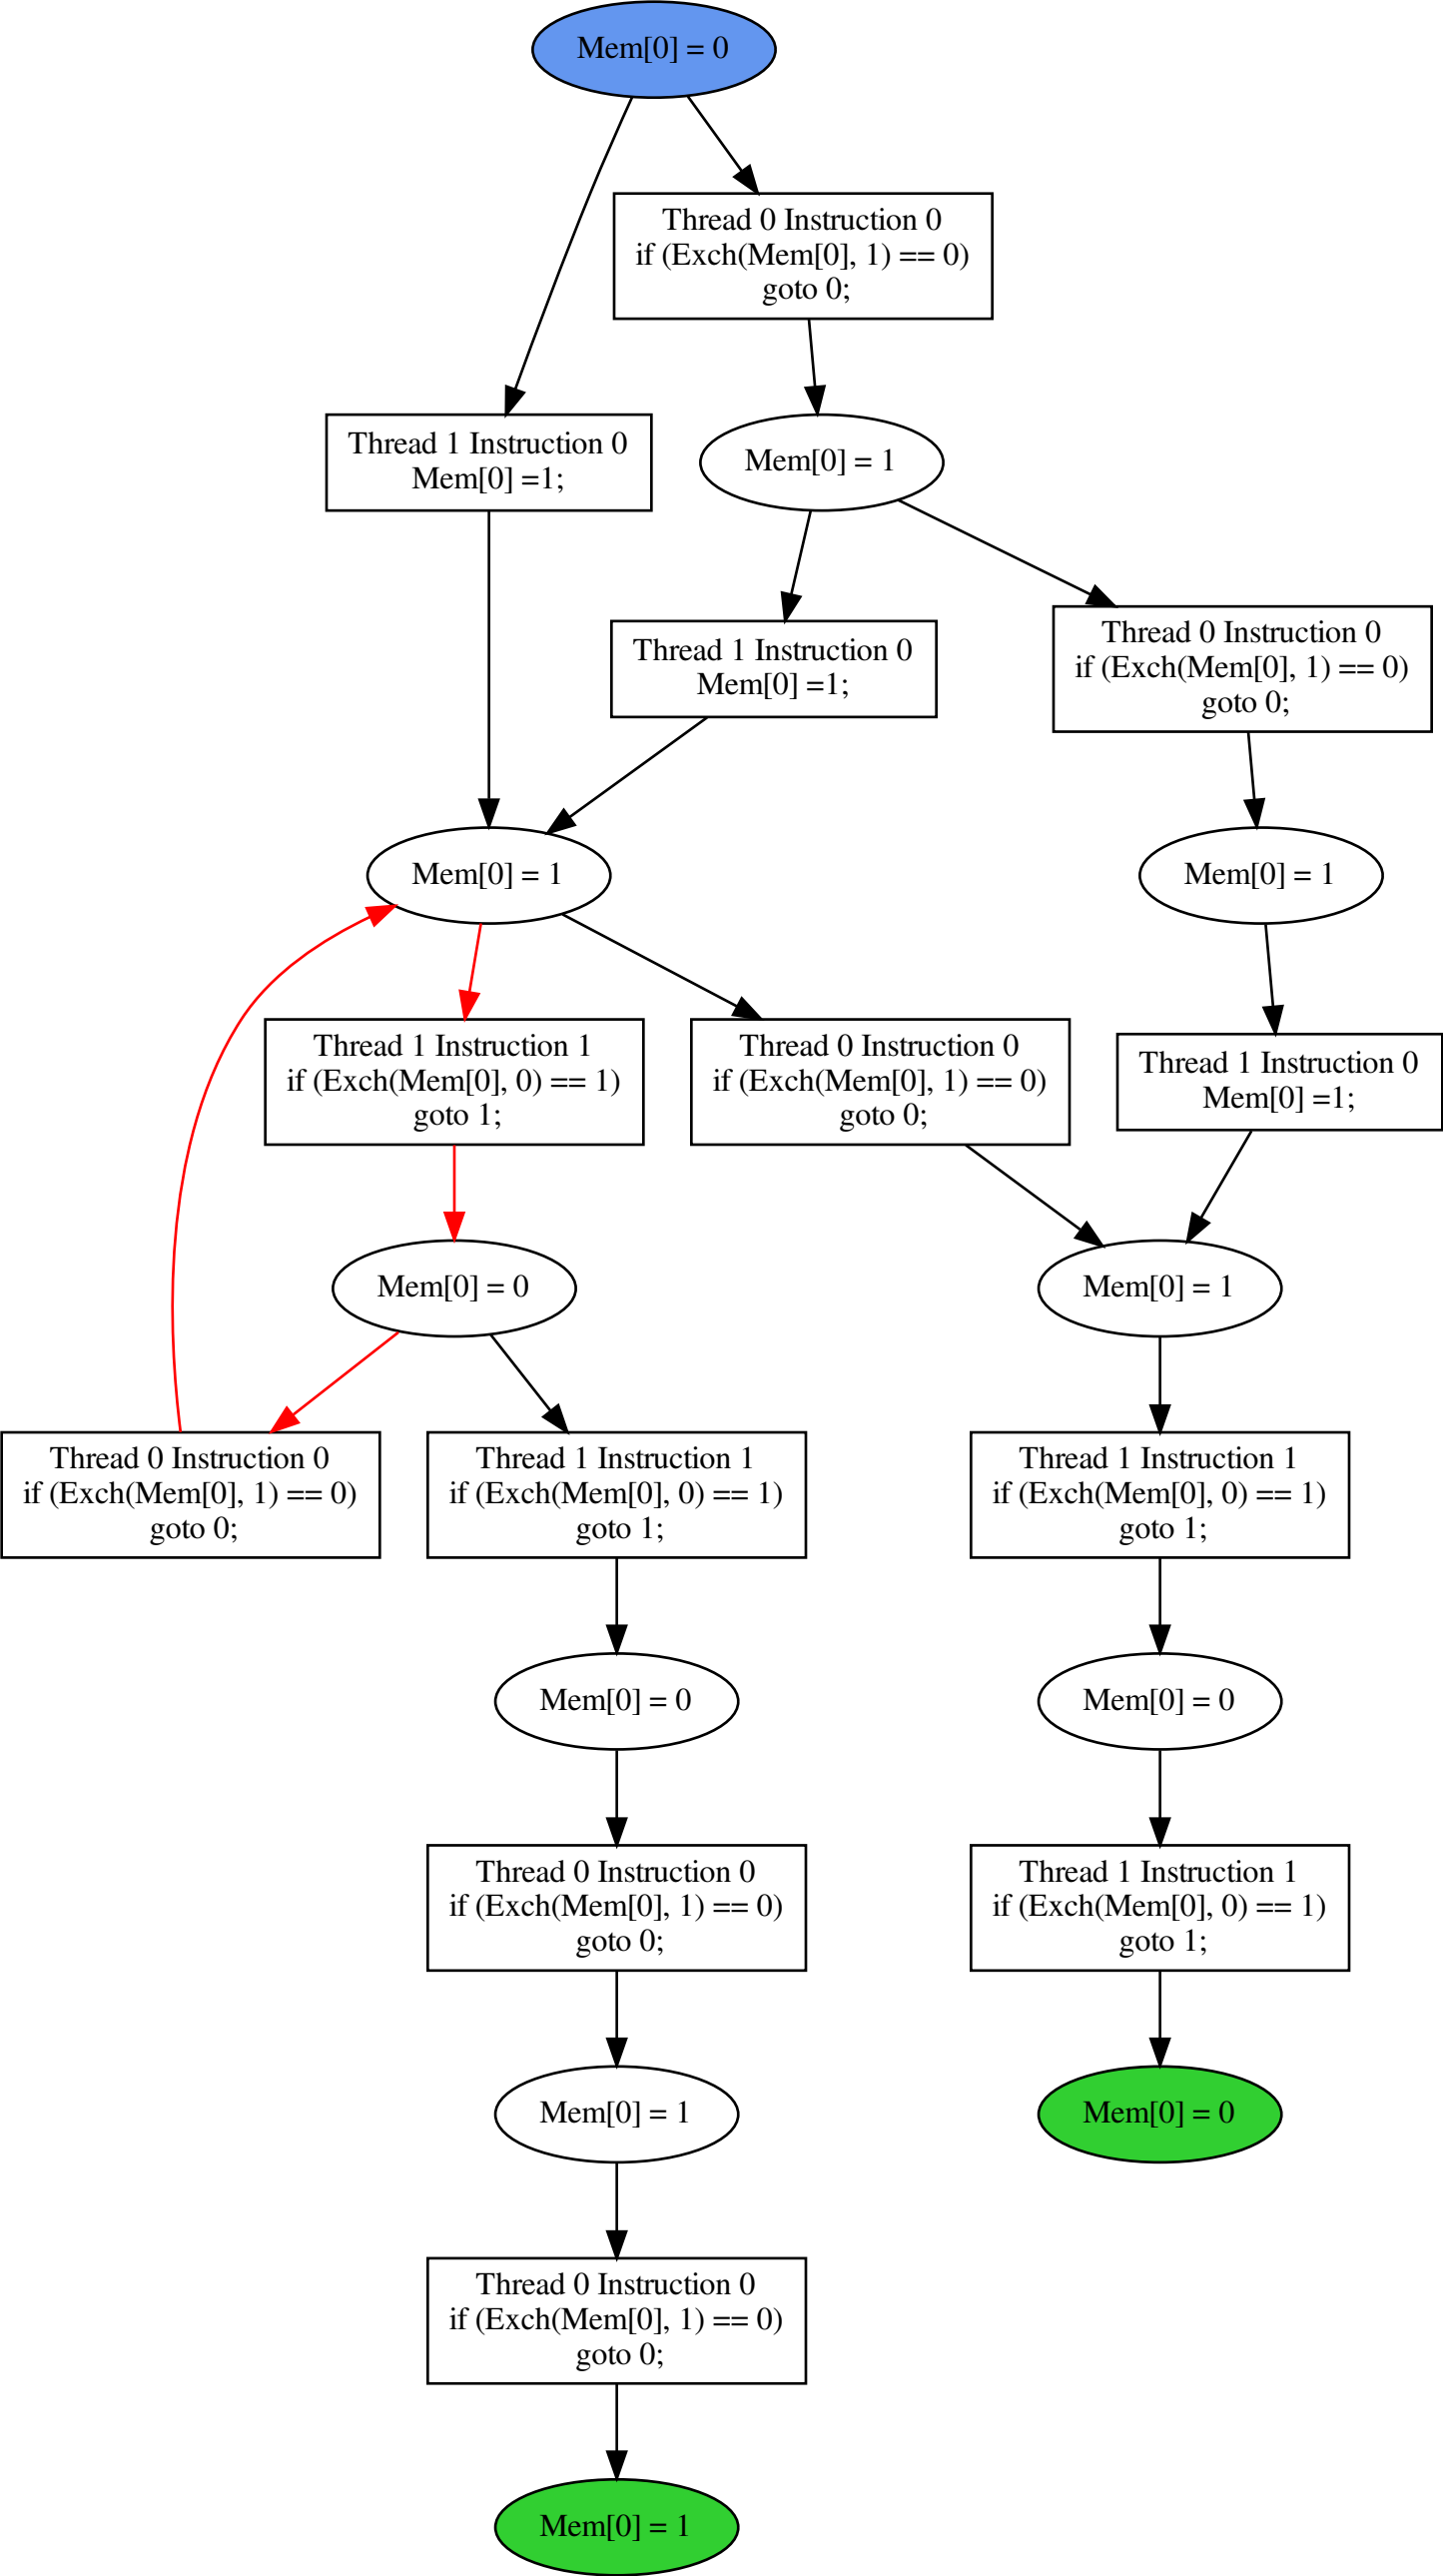 Mem[0] = 0
Thread 0 Instruction 0
if (Exch(Mem[0], 1) == 0)
goto 0;
Thread 1 Instruction 0
Mem[0] =1;
Mem[0] = 1
Thread 1 Instruction 0
Mem[0] =1;
Thread 0 Instruction 0
if (Exch(Mem[0], 1) == 0)
goto 0;
Mem[0] = 1
Mem[0] = 1
Thread 1 Instruction 1
if (Exch(Mem[0], 0) == 1)
goto 1;
Thread 0 Instruction 0
if (Exch(Mem[0], 1) == 0)
goto 0;
Thread 1 Instruction 0
Mem[0] =1;
Mem[0] = 0
Mem[0] = 1
Thread 0 Instruction 0
if (Exch(Mem[0], 1) == 0)
goto 0;
Thread 1 Instruction 1
if (Exch(Mem[0], 0) == 1)
goto 1;
Thread 1 Instruction 1
if (Exch(Mem[0], 0) == 1)
goto 1;
Mem[0] = 0
Mem[0] = 0
Thread 0 Instruction 0
if (Exch(Mem[0], 1) == 0)
goto 0;
Thread 1 Instruction 1
if (Exch(Mem[0], 0) == 1)
goto 1;
Mem[0] = 1
Mem[0] = 0
Thread 0 Instruction 0
if (Exch(Mem[0], 1) == 0)
goto 0;
Mem[0] = 1